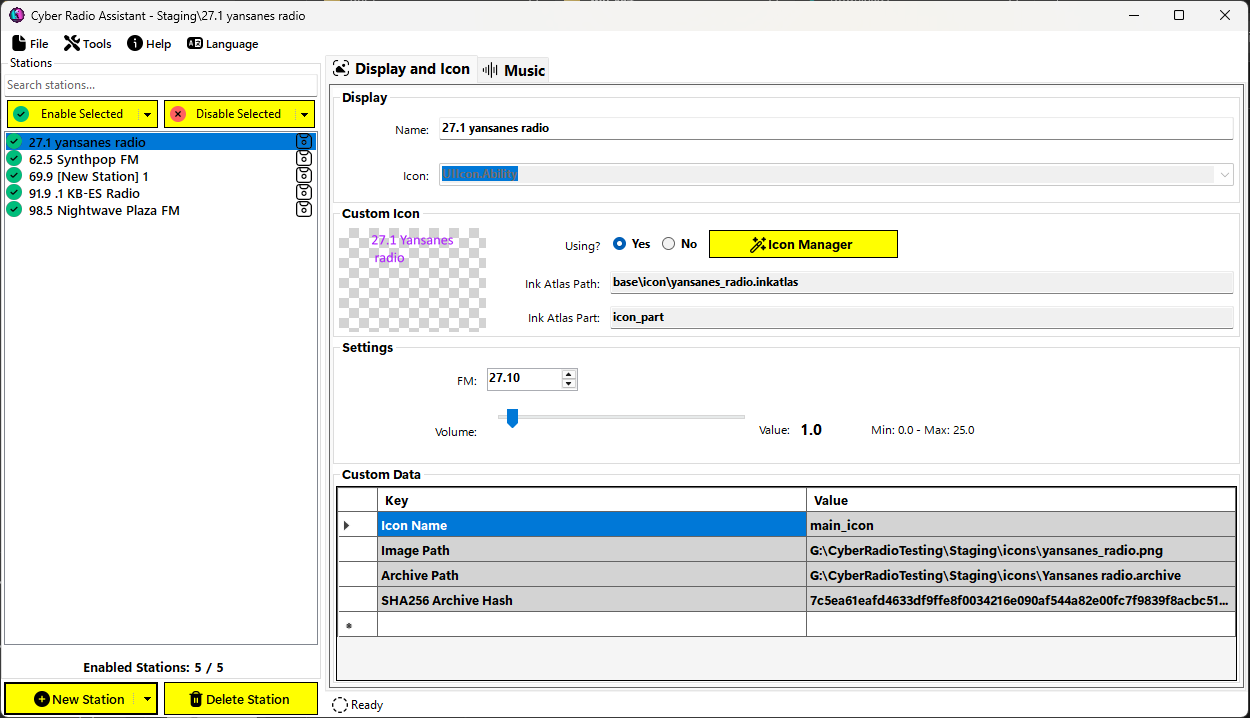 Cyber Radio Assistant - Staging\27.1 yansanes radio
File Tools Help Language
Stations
Search stations...
Enable Selected Disable Selected
27.1 yansanes radio
62.5 Synthpop FM
69.9 [New Station] 1
91.9 .1 KB-ES Radio
98.5 Nightwave Plaza FM
Enabled Stations: 5 / 5
New Station Delete Station
Display and Icon Music
Display
Name: 27.1 yansanes radio
Icon: UIIcon.Ability
Custom Icon
27.1 Yansanes
radio
Using? Yes No Icon Manager
Ink Atlas Path: base\icon\yansanes_radio.inkatlas
Ink Atlas Part: icon_part
Settings
FM: 27.10
Volume: Value: 1.0 Min: 0.0 - Max: 25.0
Custom Data
Key Value
Icon Name main_icon
Image Path G:\CyberRadioTesting\Staging\icons\yansanes_radio.png
Archive Path G:\CyberRadioTesting\Staging\icons\Yansanes radio.archive
SHA256 Archive Hash 7c5ea61eafd4633df9ffe8f0034216e090af544a82e00fc7f9839f8acbc51...
Ready